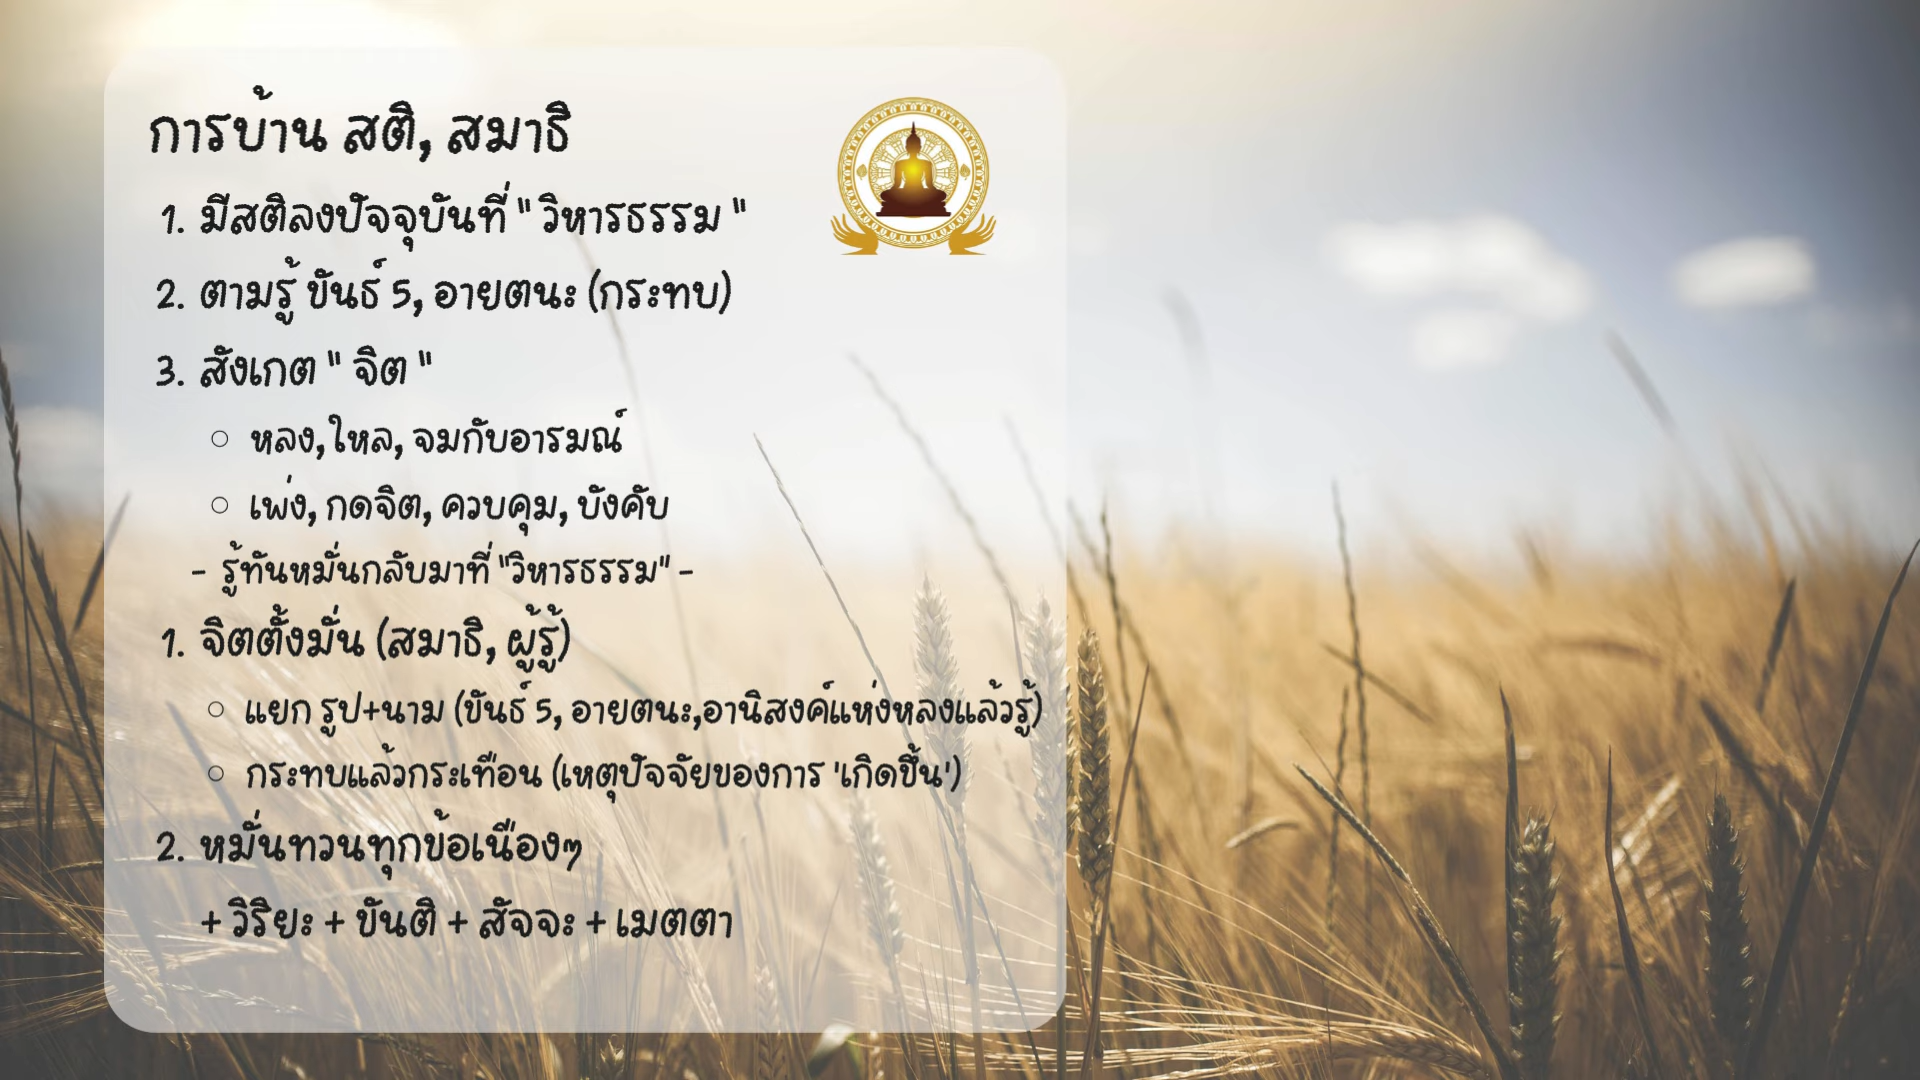 การบ้าน สติ, สมาธิ
1. มีสติลงปัจจุบันที่ " วิหารธรรม "
2. ตามรู้ ขันธ์ 5, อายตนะ (กระทบ)
3. สังเกต " จิต "
○ หลง, ใหล, จมกับอารมณ์
○ เพ่ง, กดจิต, ควบคุม, บังคับ
- รู้ทันหมั่นกลับมาที่ "วิหารธรรม" -
1. จิตตั้งมั่น (สมาธิ, ผู้รู้)
○ แยก รูป+นาม (ขันธ์ 5, อายตนะ,อานิสงค์แห่งหลงแล้วรู้)
○ กระทบแล้วกระเทือน (เหตุปัจจัยของการ 'เกิดขึ้น')
2. หมั่นทวนทุกข้อเนืองๆ
+ วิริยะ + ขันติ + สัจจะ + เมตตา